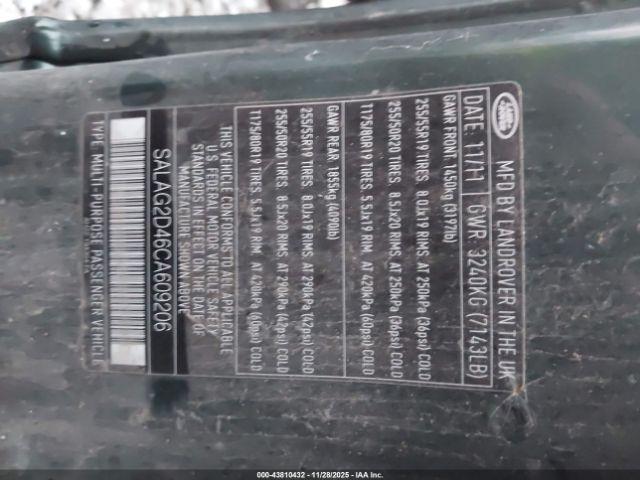 LAND ROVER
MFD BY LANDROVER IN THE UK
DATE: 11/11 GWR: 3240KG (7143LB)
GAWR FRONT. 1450kg (3197lb)
255/55R19 TIRES. 8.0Jx19 RIMS. AT 250kPa (36psi) COLD
255/50R20 TIRES. 8.5Jx20 RIMS. AT 250kPa (36psi) COLD
T175/80R19 TIRES. 5.5Jx19 RIM. AT 420kPa (60psi) COLD
GAWR REAR. 1855kg (4090lb)
255/55R19 TIRES. 8.0Jx19 RIMS. AT 290kPa (42psi) COLD
255/50R20 TIRES. 8.5Jx20 RIMS. AT 290kPa (42psi) COLD
T175/80R19 TIRES. 5.5Jx19 RIM. AT 420kPa (60psi) COLD
THIS VEHICLE CONFORMS TO ALL APPLICABLE
U.S. FEDERAL MOTOR VEHICLE SAFETY
STANDARDS IN EFFECT ON THE DATE OF
MANUFACTURE SHOWN ABOVE
SALAG2D46CA609206
TYPE: MULTI-PURPOSE PASSENGER VEHICLE
000-43810432 - 11/28/2025 - IAA Inc.